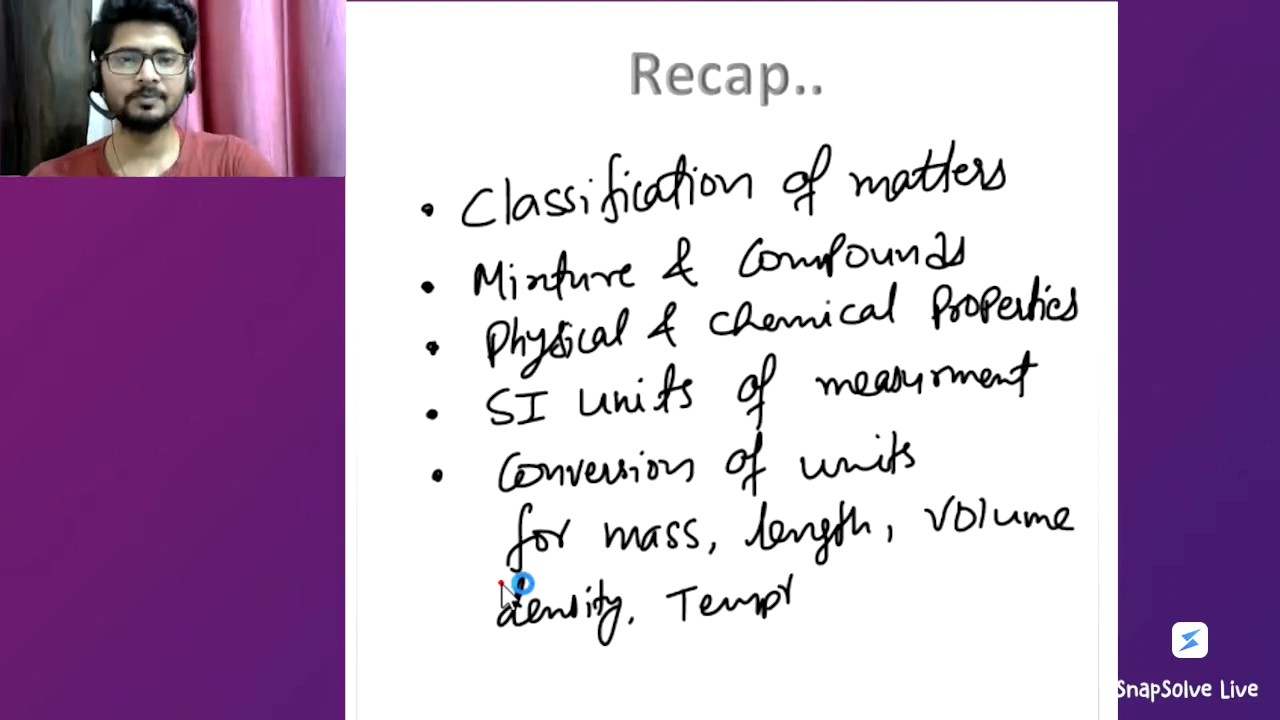 Recap..
• Classification of matters
• Mixture & Compounds
• Physical & chemical Properties
• SI units of measurment
• Conversion of units
for mass, length, volume
density, Tempr
SnapSolve Live